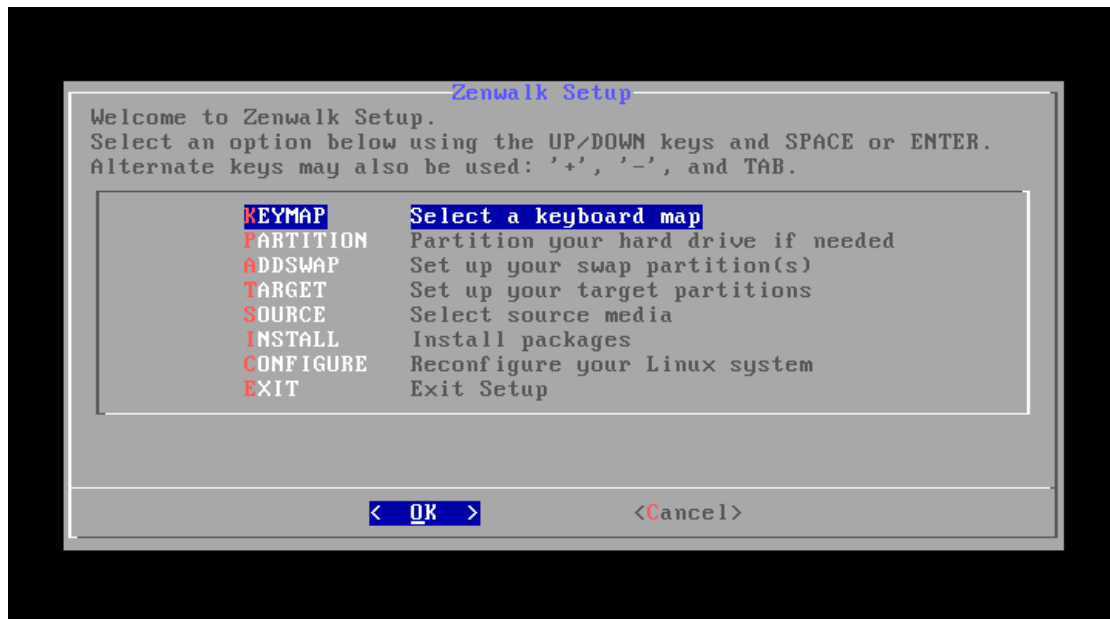 Zenwalk Setup
Welcome to Zenwalk Setup.
Select an option below using the UP/DOWN keys and SPACE or ENTER.
Alternate keys may also be used: '+', '-', and TAB.
KEYMAP Select a keyboard map
PARTITION Partition your hard drive if needed
ADDSWAP Set up your swap partition(s)
TARGET Set up your target partitions
SOURCE Select source media
INSTALL Install packages
CONFIGURE Reconfigure your Linux system
EXIT Exit Setup
< OK > <Cancel>